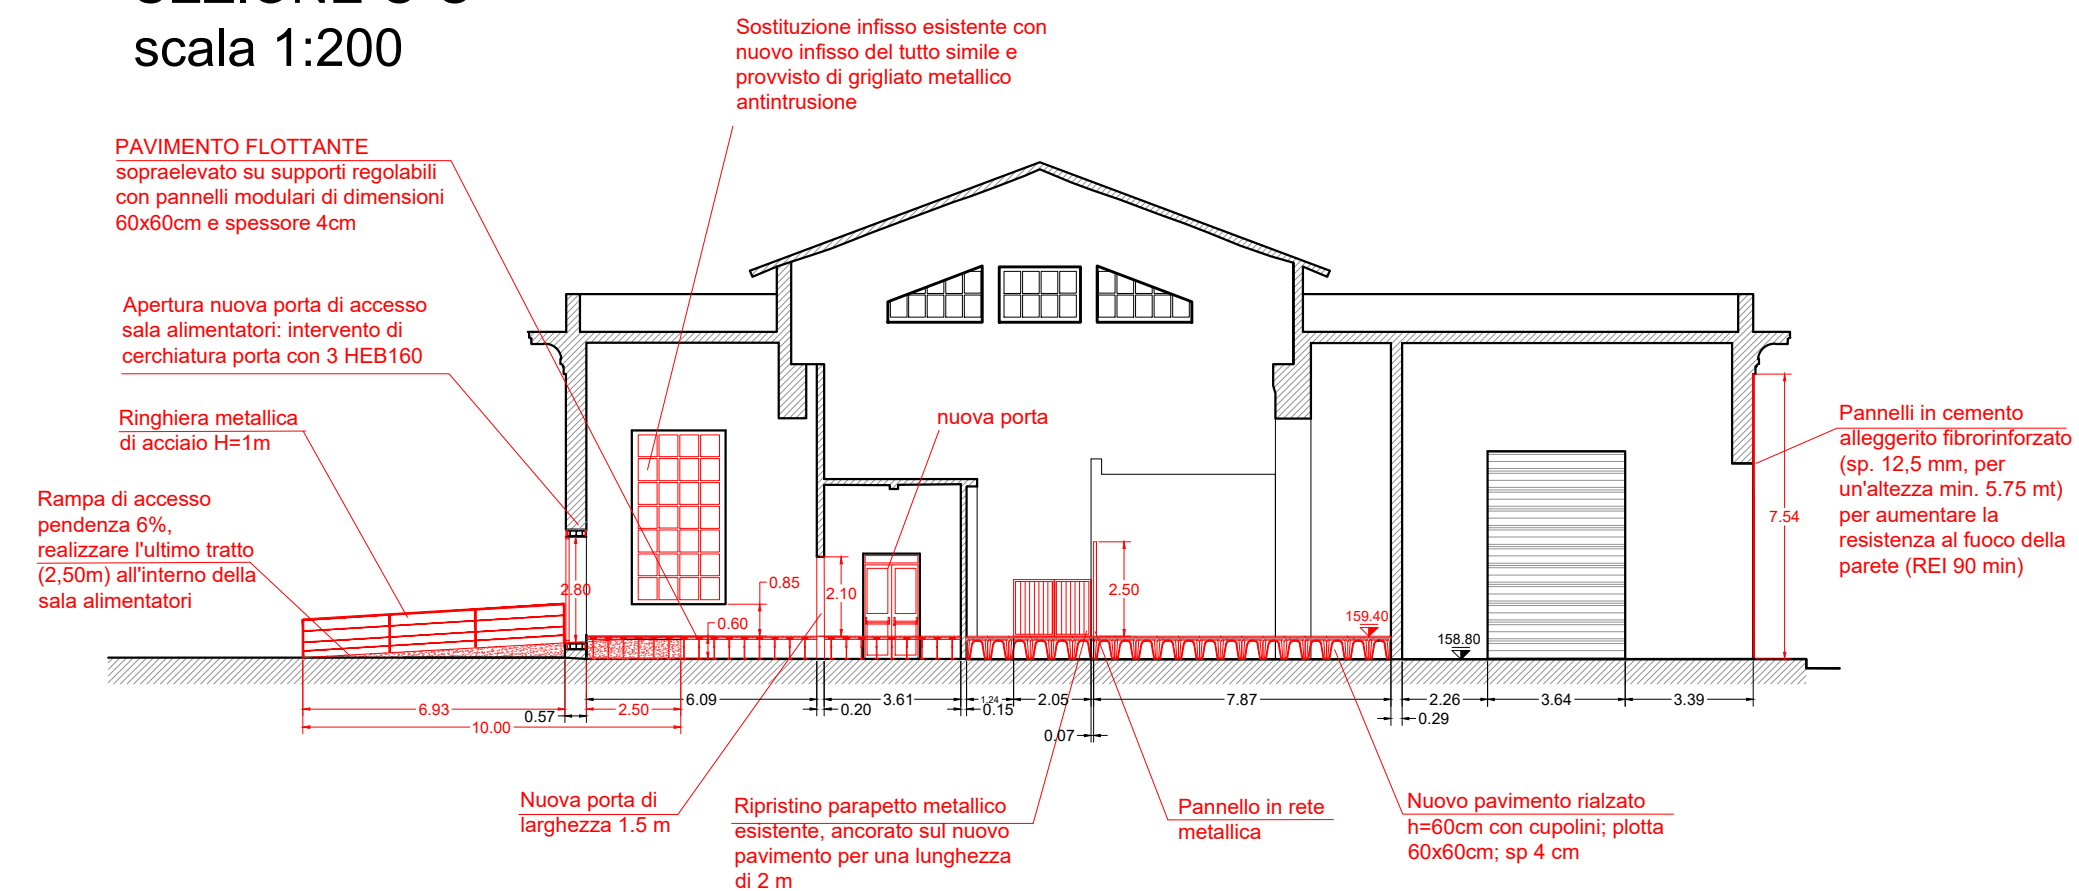 scala 1:200
Sostituzione infisso esistente con
nuovo infisso del tutto simile e
provvisto di grigliato metallico
antintrusione
PAVIMENTO FLOTTANTE
sopraelevato su supporti regolabili
con pannelli modulari di dimensioni
60x60cm e spessore 4cm
Apertura nuova porta di accesso
sala alimentatori: intervento di
cerchiatura porta con 3 HEB160
Ringhiera metallica
di acciaio H=1m
Rampa di accesso
pendenza 6%,
realizzare l'ultimo tratto
(2,50m) all'interno della
sala alimentatori
nuova porta
Pannelli in cemento
alleggerito fibrorinforzato
(sp. 12,5 mm, per
un'altezza min. 5.75 mt)
per aumentare la
resistenza al fuoco della
parete (REI 90 min)
7.54
2.80
0.85
2.10
0.60
2.50
159.40
158.80
6.93
0.57
2.50
10.00
6.09
0.20
3.61
0.15
1.24
2.05
0.07
7.87
0.29
2.26
3.64
3.39
Nuova porta di
larghezza 1.5 m
Ripristino parapetto metallico
esistente, ancorato sul nuovo
pavimento per una lunghezza
di 2 m
Pannello in rete
metallica
Nuovo pavimento rialzato
h=60cm con cupolini; plotta
60x60cm; sp 4 cm